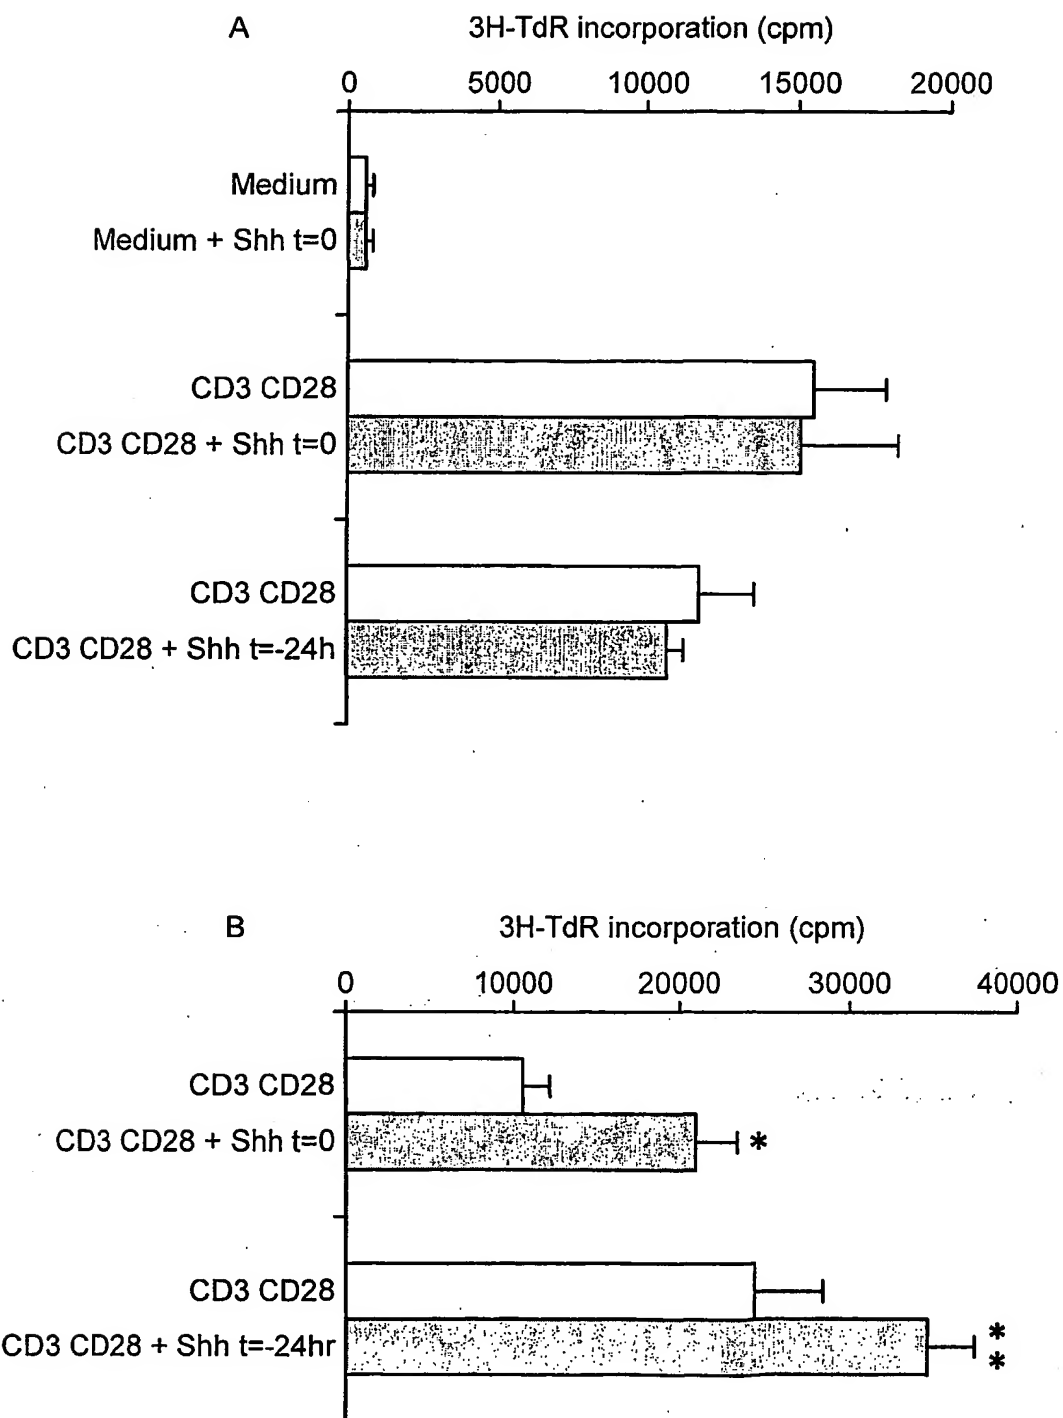 A 3H-TdR incorporation (cpm)
0 5000 10000 15000 20000
Medium
Medium + Shh t=0
CD3 CD28
CD3 CD28 + Shh t=0
CD3 CD28
CD3 CD28 + Shh t=-24h
B 3H-TdR incorporation (cpm)
0 10000 20000 30000 40000
CD3 CD28
CD3 CD28 + Shh t=0 *
CD3 CD28
CD3 CD28 + Shh t=-24hr * *